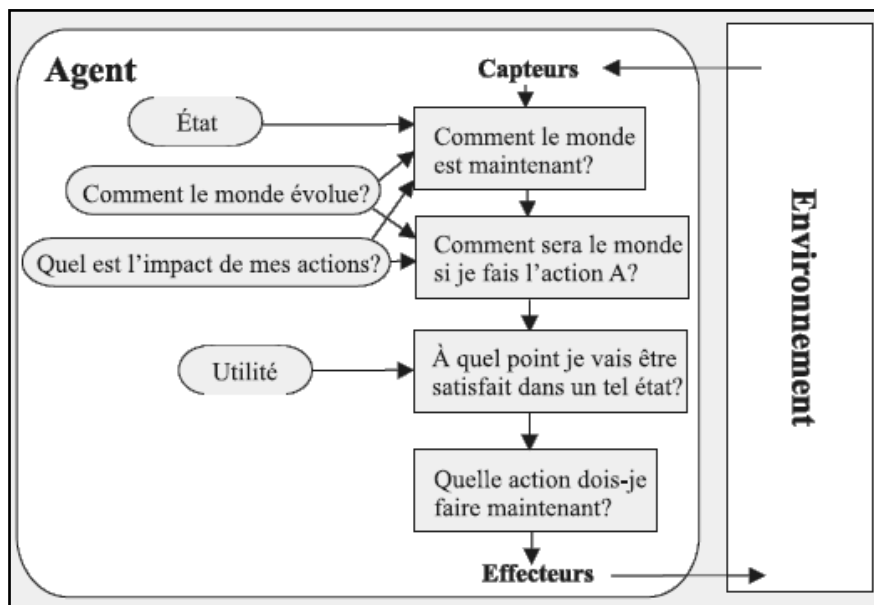 Agent
Capteurs
État
Comment le monde
est maintenant?
Comment le monde évolue?
Quel est l’impact de mes actions?
Comment sera le monde
si je fais l’action A?
Utilité
À quel point je vais être
satisfait dans un tel état?
Quelle action dois-je
faire maintenant?
Effecteurs
Environnement